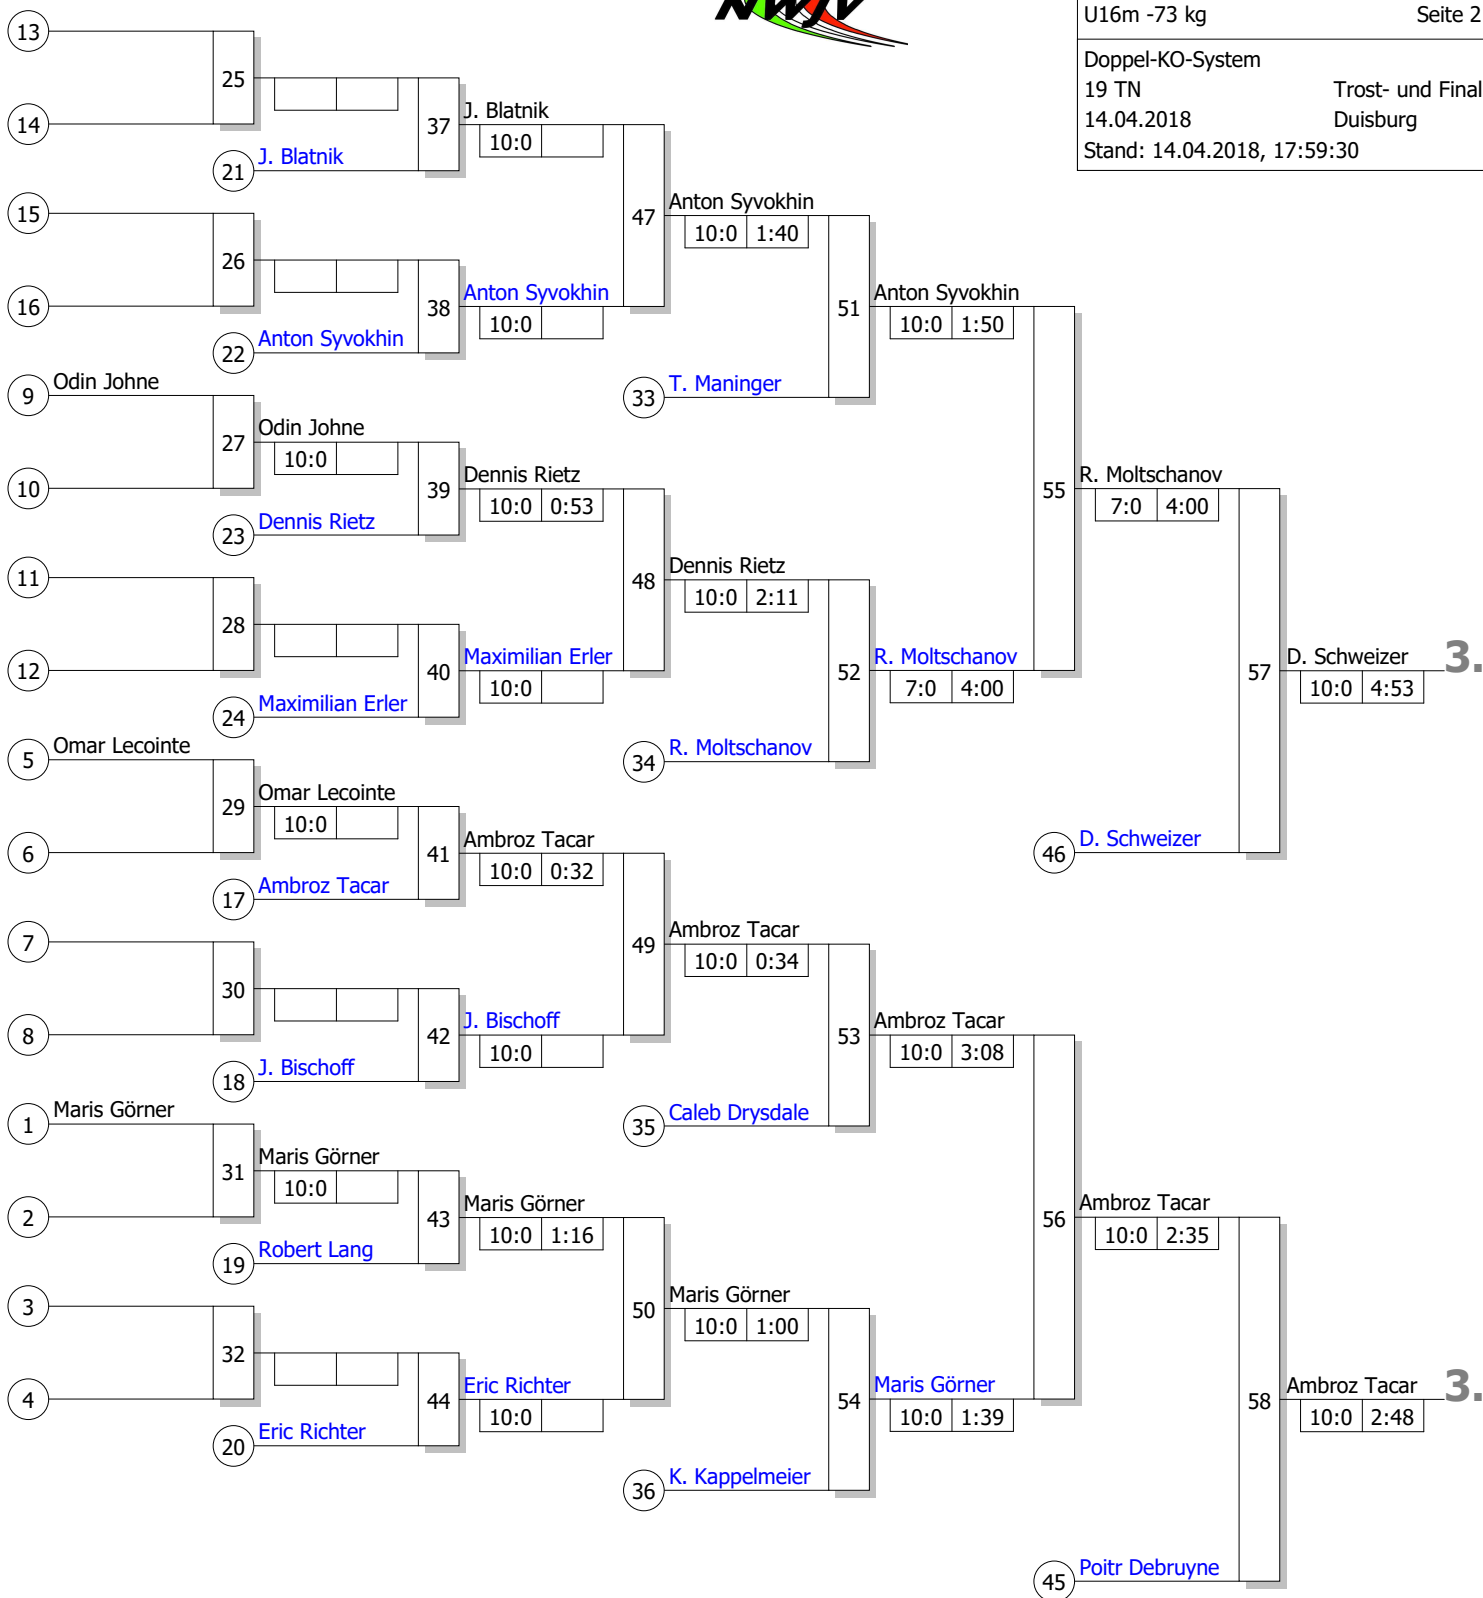 NWJV
U16m -73 kg Seite 2
Doppel-KO-System
19 TN Trost- und Final
14.04.2018 Duisburg
Stand: 14.04.2018, 17:59:30
13
25
14
37
J. Blatnik
10:0
21 J. Blatnik
15
47
Anton Syvokhin
10:0 1:40
26
16
38
Anton Syvokhin
10:0
22 Anton Syvokhin
51
Anton Syvokhin
10:0 1:50
33 T. Maninger
9 Odin Johne
27
Odin Johne
10:0
10
39
Dennis Rietz
10:0 0:53
23 Dennis Rietz
55
R. Moltschanov
7:0 4:00
11
48
Dennis Rietz
10:0 2:11
28
12
40
Maximilian Erler
10:0
24 Maximilian Erler
52
R. Moltschanov
7:0 4:00
34 R. Moltschanov
57
D. Schweizer 3.
10:0 4:53
5 Omar Lecointe
29
Omar Lecointe
10:0
6
41
Ambroz Tacar
10:0 0:32
46 D. Schweizer
17 Ambroz Tacar
7
49
Ambroz Tacar
10:0 0:34
30
8
42
J. Bischoff
10:0
18 J. Bischoff
53
Ambroz Tacar
10:0 3:08
35 Caleb Drysdale
1 Maris Görner
31
Maris Görner
10:0
2
43
Maris Görner
10:0 1:16
19 Robert Lang
56
Ambroz Tacar
10:0 2:35
3
50
Maris Görner
10:0 1:00
32
4
44
Eric Richter
10:0
20 Eric Richter
54
Maris Görner
10:0 1:39
36 K. Kappelmeier
58
Ambroz Tacar 3.
10:0 2:48
45 Poitr Debruyne